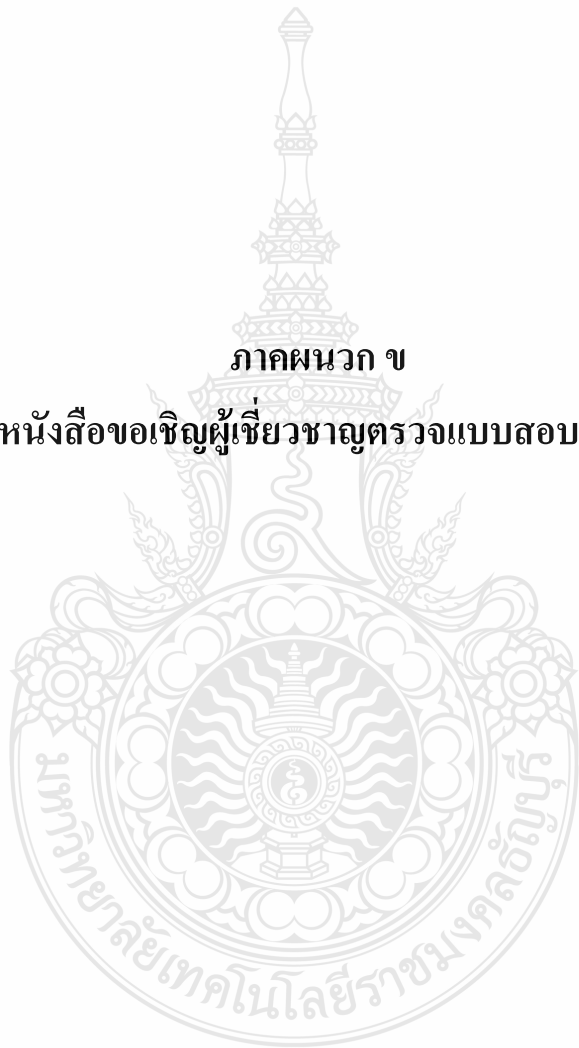 ภาคผนวก ข
หนังสือขอเชิญผู้เชี่ยวชาญตรวจแบบสอบ
มหาวิทยาลัยเทคโนโลยีราชมงคลธัญบุรี